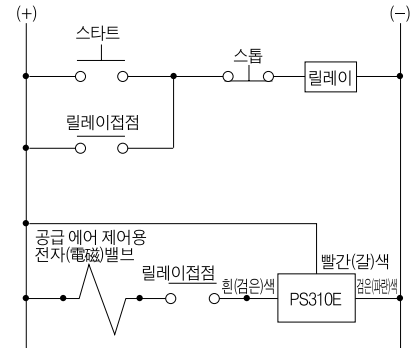 (+) (−)
스타트
스톱
릴레이
릴레이접점
공급 에어 제어용
전자(電磁)밸브
릴레이접점
흰(검은)색
빨간(갈)색
검은(파란)색
PS310E